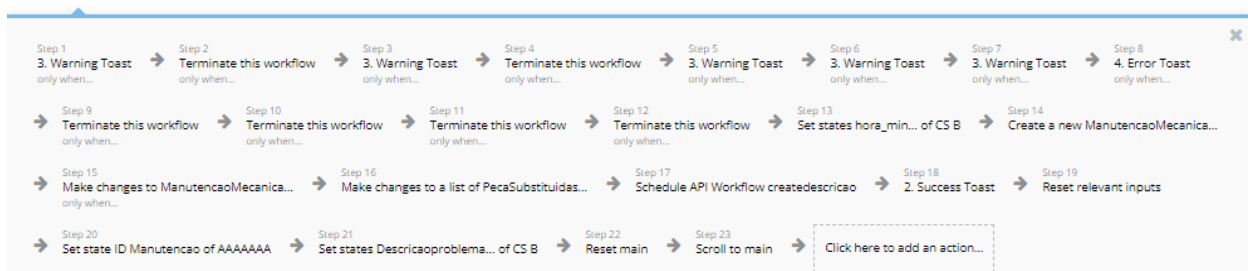 Step 1
3. Warning Toast
only when...
Step 2
Terminate this workflow
only when...
Step 3
3. Warning Toast
only when...
Step 4
Terminate this workflow
only when...
Step 5
3. Warning Toast
only when...
Step 6
3. Warning Toast
only when...
Step 7
3. Warning Toast
only when...
Step 8
4. Error Toast
only when...
Step 9
Terminate this workflow
only when...
Step 10
Terminate this workflow
only when...
Step 11
Terminate this workflow
only when...
Step 12
Terminate this workflow
only when...
Step 13
Set states hora_min... of CS B
Step 14
Create a new ManutencaoMecanica...
Step 15
Make changes to ManutencaoMecanica...
only when...
Step 16
Make changes to a list of PecaSubstituidas...
Step 17
Schedule API Workflow createdescricao
Step 18
2. Success Toast
Step 19
Reset relevant inputs
Step 20
Set state ID Manutencao of AAAAAAA
Step 21
Set states Descricaoproblema... of CS B
Step 22
Reset main
Step 23
Scroll to main
Click here to add an action...